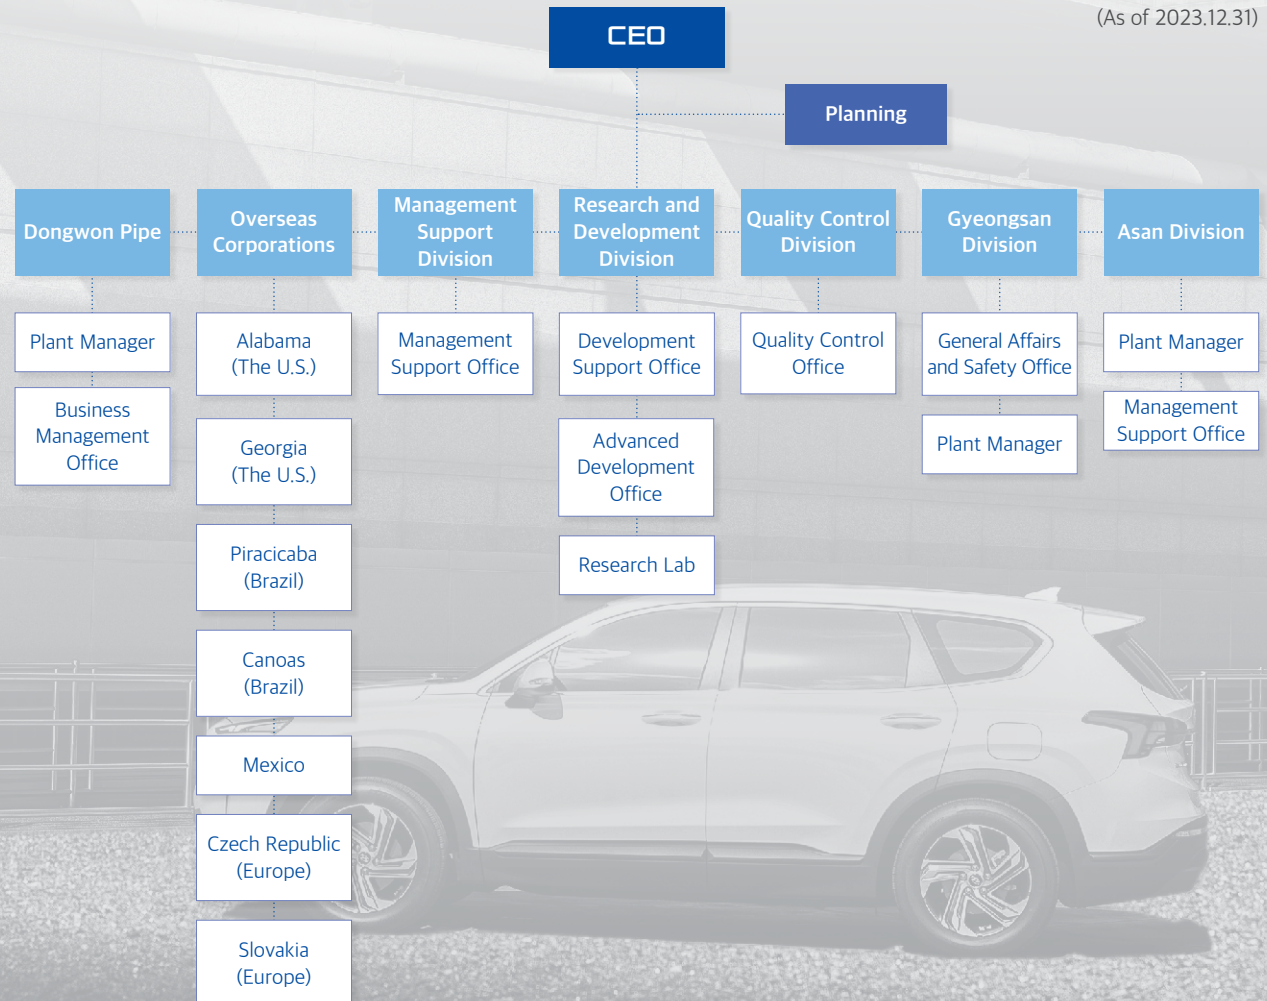 (As of 2023.12.31)
CEO
Planning
Dongwon Pipe
Overseas
Corporations
Management
Support
Division
Research and
Development
Division
Quality Control
Division
Gyeongsan
Division
Asan Division
Plant Manager
Business
Management
Office
Alabama
(The U.S.)
Georgia
(The U.S.)
Piracicaba
(Brazil)
Canoas
(Brazil)
Mexico
Czech Republic
(Europe)
Slovakia
(Europe)
Management
Support Office
Development
Support Office
Advanced
Development
Office
Research Lab
Quality Control
Office
General Affairs
and Safety Office
Plant Manager
Plant Manager
Management
Support Office